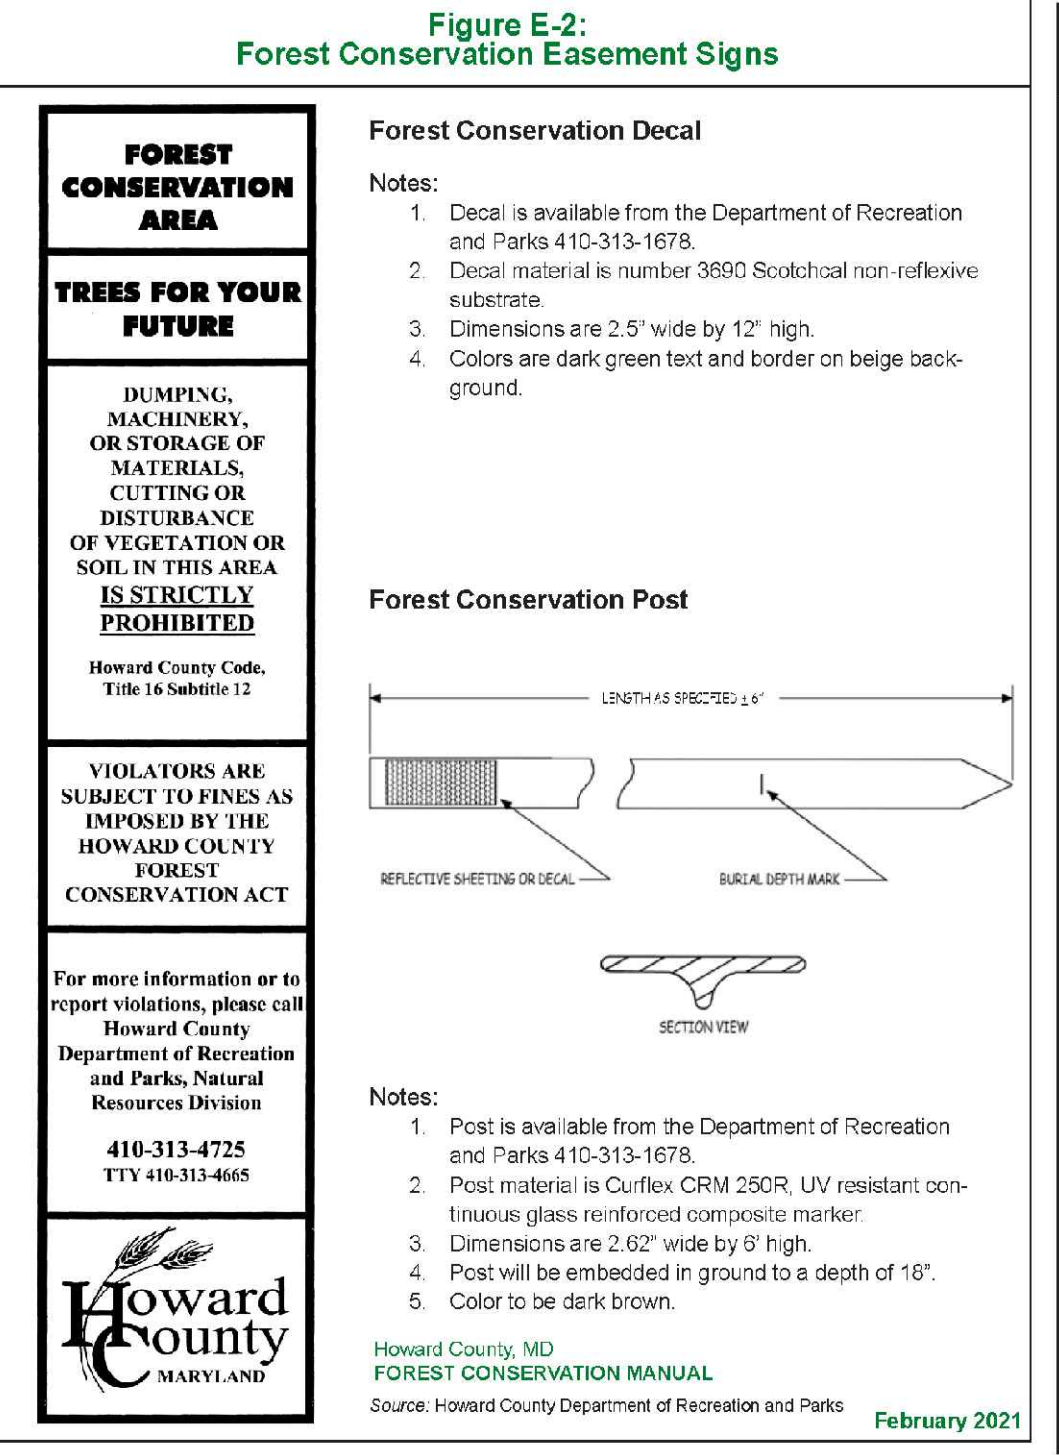 Figure E-2:
Forest Conservation Easement Signs
FOREST
CONSERVATION
AREA
TREES FOR YOUR
FUTURE
DUMPING,
MACHINERY,
OR STORAGE OF
MATERIALS,
CUTTING OR
DISTURBANCE
OF VEGETATION OR
SOIL IN THIS AREA
IS STRICTLY
PROHIBITED
Howard County Code,
Title 16 Subtitle 12
VIOLATORS ARE
SUBJECT TO FINES AS
IMPOSED BY THE
HOWARD COUNTY
FOREST
CONSERVATION ACT
For more information or to
report violations, please call
Howard County
Department of Recreation
and Parks, Natural
Resources Division
410-313-4725
TTY 410-313-4665
Howard
County
MARYLAND
Forest Conservation Decal
Notes:
1. Decal is available from the Department of Recreation
and Parks 410-313-1678.
2. Decal material is number 3690 Scotchcal non-reflexive
substrate.
3. Dimensions are 2.5” wide by 12” high.
4. Colors are dark green text and border on beige back-
ground.
Forest Conservation Post
LENGTH AS SPECIFIED ± 6"
REFLECTIVE SHEETING OR DECAL
BURIAL DEPTH MARK
SECTION VIEW
Notes:
1. Post is available from the Department of Recreation
and Parks 410-313-1678.
2. Post material is Curflex CRM 250R, UV resistant con-
tinuous glass reinforced composite marker.
3. Dimensions are 2.62” wide by 6’ high.
4. Post will be embedded in ground to a depth of 18”.
5. Color to be dark brown.
Howard County, MD
FOREST CONSERVATION MANUAL
Source: Howard County Department of Recreation and Parks
February 2021